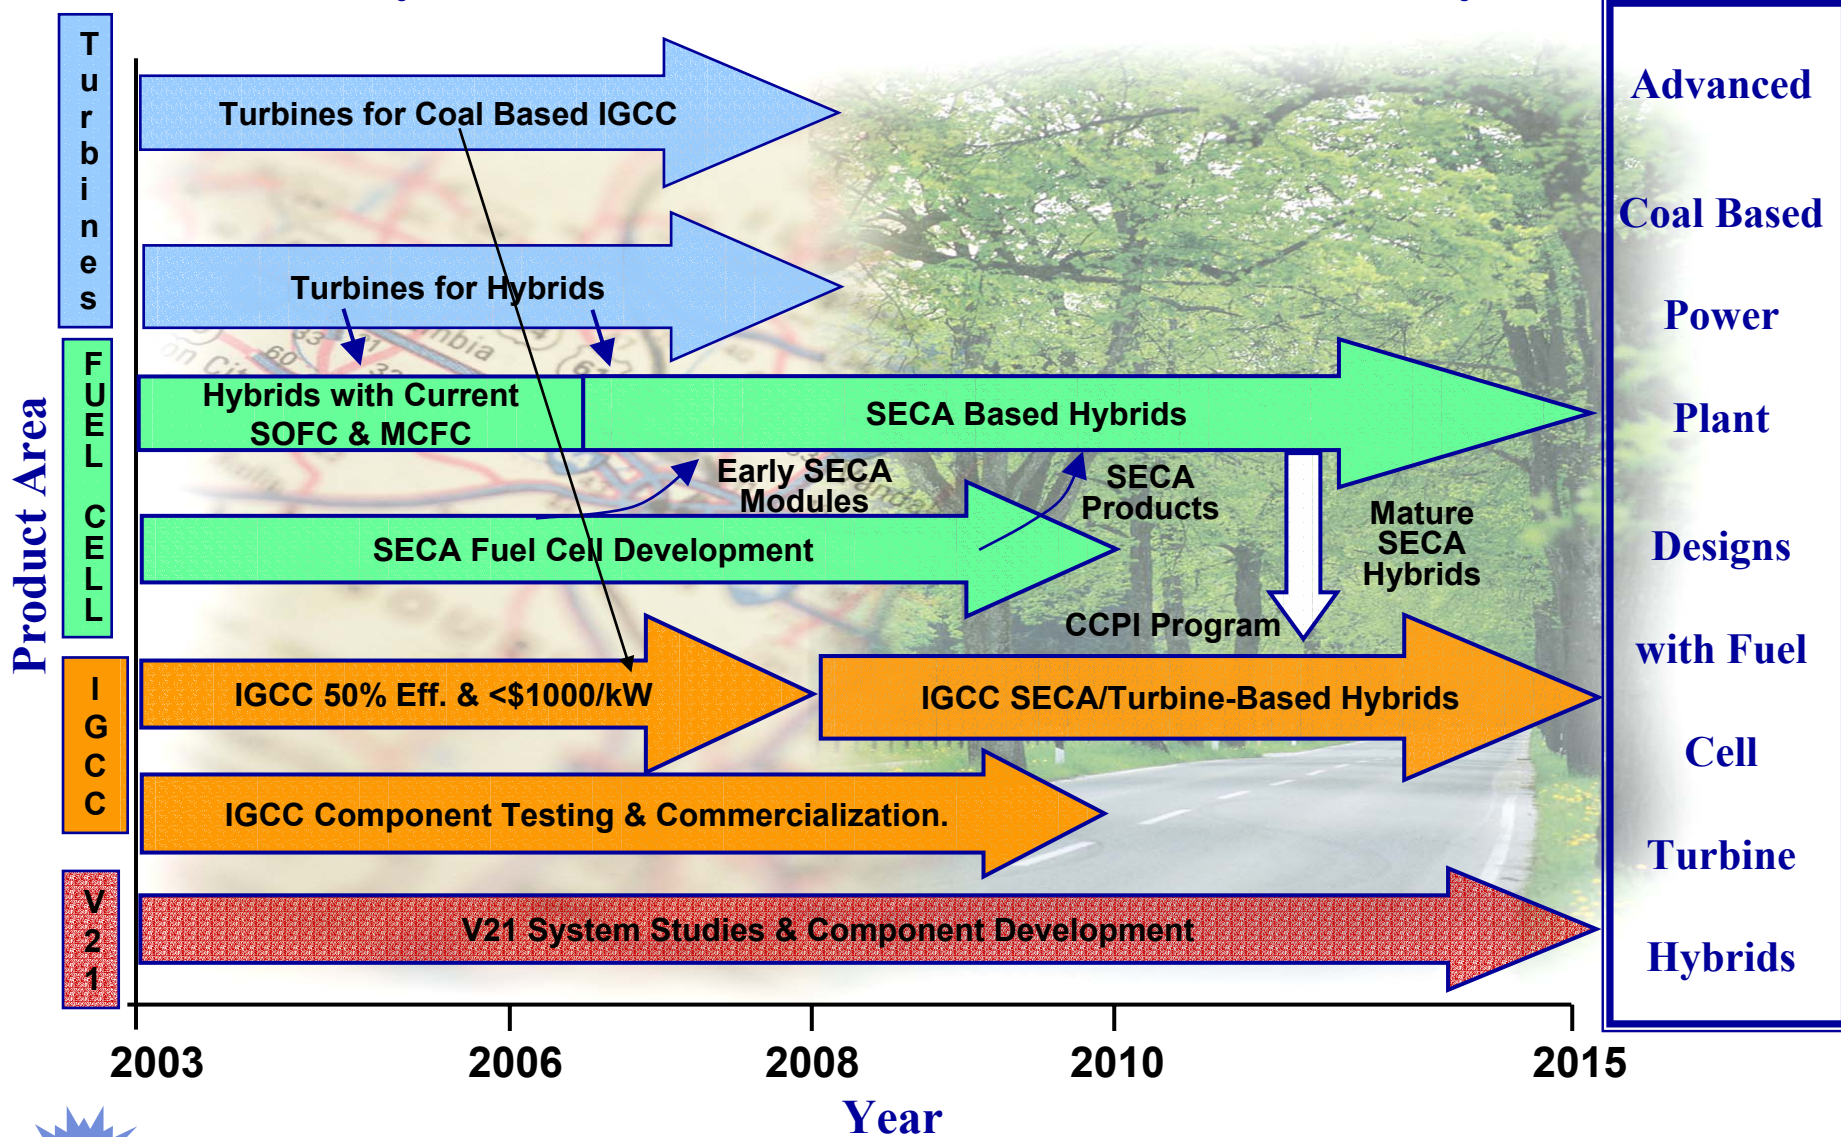 Turbines
Turbines for Coal Based IGCC
Turbines for Hybrids
FUEL CELL
Hybrids with Current
SOFC & MCFC
SECA Based Hybrids
Early SECA
Modules
SECA
Products
SECA Fuel Cell Development
Mature
SECA
Hybrids
CCPI Program
IGCC
IGCC 50% Eff. & <$1000/kW
IGCC SECA/Turbine-Based Hybrids
IGCC Component Testing & Commercialization.
V21
V21 System Studies & Component Development
Product Area
2003
2006
2008
2010
2015
Year
Advanced
Coal Based
Power
Plant
Designs
with Fuel
Cell
Turbine
Hybrids